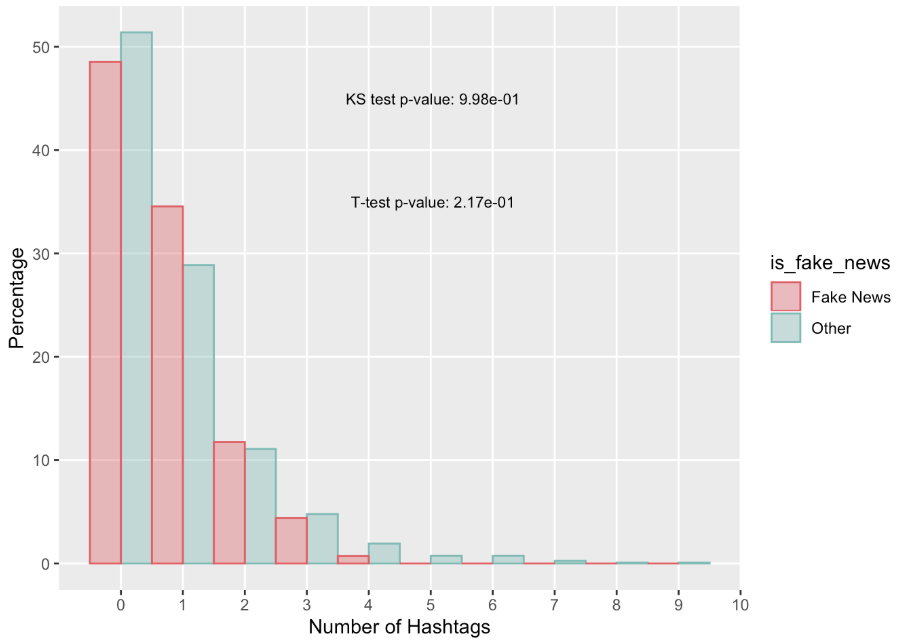 50
40
30
20
10
0
Percentage
KS test p-value: 9.98e-01
T-test p-value: 2.17e-01
0 1 2 3 4 5 6 7 8 9 10
Number of Hashtags
is_fake_news
Fake News
Other